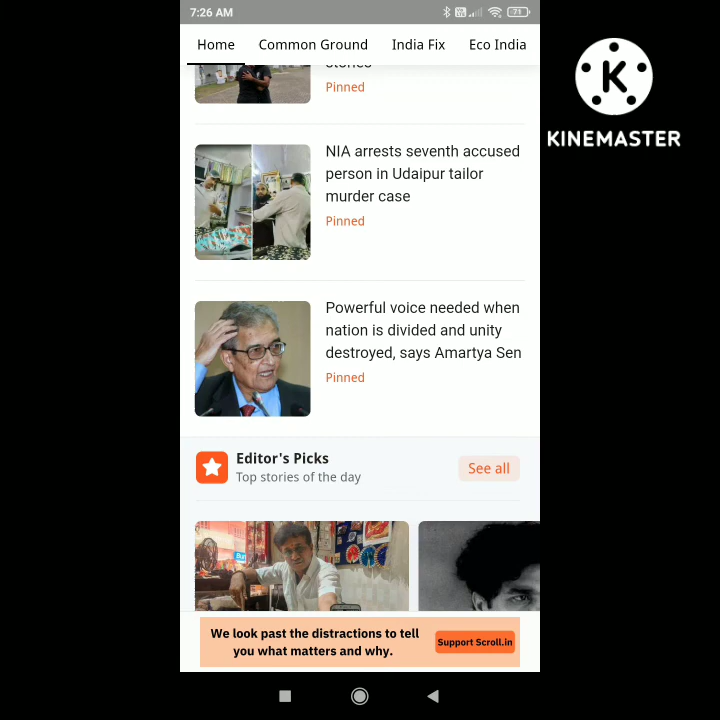 7:26 AM
71
Home Common Ground India Fix Eco India
stories
Pinned
NIA arrests seventh accused
person in Udaipur tailor
murder case
Pinned
Powerful voice needed when
nation is divided and unity
destroyed, says Amartya Sen
Pinned
Editor's Picks
Top stories of the day
See all
We look past the distractions to tell
you what matters and why.
Support Scroll.in
K
KINEMASTER